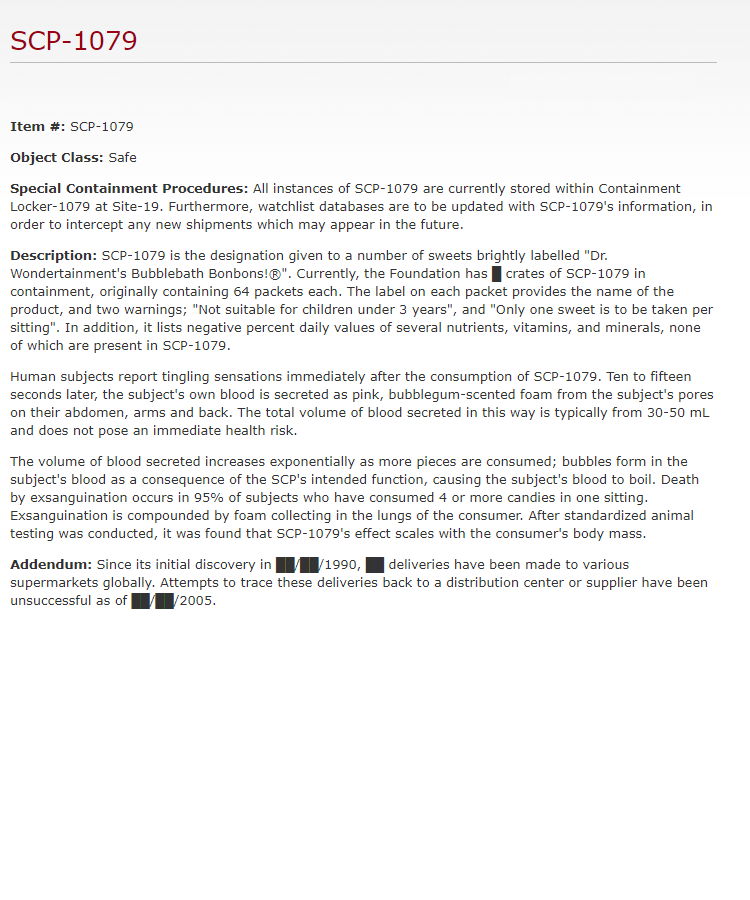 SCP-1079
Item #: SCP-1079
Object Class: Safe
Special Containment Procedures: All instances of SCP-1079 are currently stored within Containment
Locker-1079 at Site-19. Furthermore, watchlist databases are to be updated with SCP-1079's information, in
order to intercept any new shipments which may appear in the future.
Description: SCP-1079 is the designation given to a number of sweets brightly labelled "Dr.
Wondertainment's Bubblebath Bonbons!®". Currently, the Foundation has █ crates of SCP-1079 in
containment, originally containing 64 packets each. The label on each packet provides the name of the
product, and two warnings; "Not suitable for children under 3 years", and "Only one sweet is to be taken per
sitting". In addition, it lists negative percent daily values of several nutrients, vitamins, and minerals, none
of which are present in SCP-1079.
Human subjects report tingling sensations immediately after the consumption of SCP-1079. Ten to fifteen
seconds later, the subject's own blood is secreted as pink, bubblegum-scented foam from the subject's pores
on their abdomen, arms and back. The total volume of blood secreted in this way is typically from 30-50 mL
and does not pose an immediate health risk.
The volume of blood secreted increases exponentially as more pieces are consumed; bubbles form in the
subject's blood as a consequence of the SCP's intended function, causing the subject's blood to boil. Death
by exsanguination occurs in 95% of subjects who have consumed 4 or more candies in one sitting.
Exsanguination is compounded by foam collecting in the lungs of the consumer. After standardized animal
testing was conducted, it was found that SCP-1079's effect scales with the consumer's body mass.
Addendum: Since its initial discovery in ██/██/1990, ██ deliveries have been made to various
supermarkets globally. Attempts to trace these deliveries back to a distribution center or supplier have been
unsuccessful as of ██/██/2005.